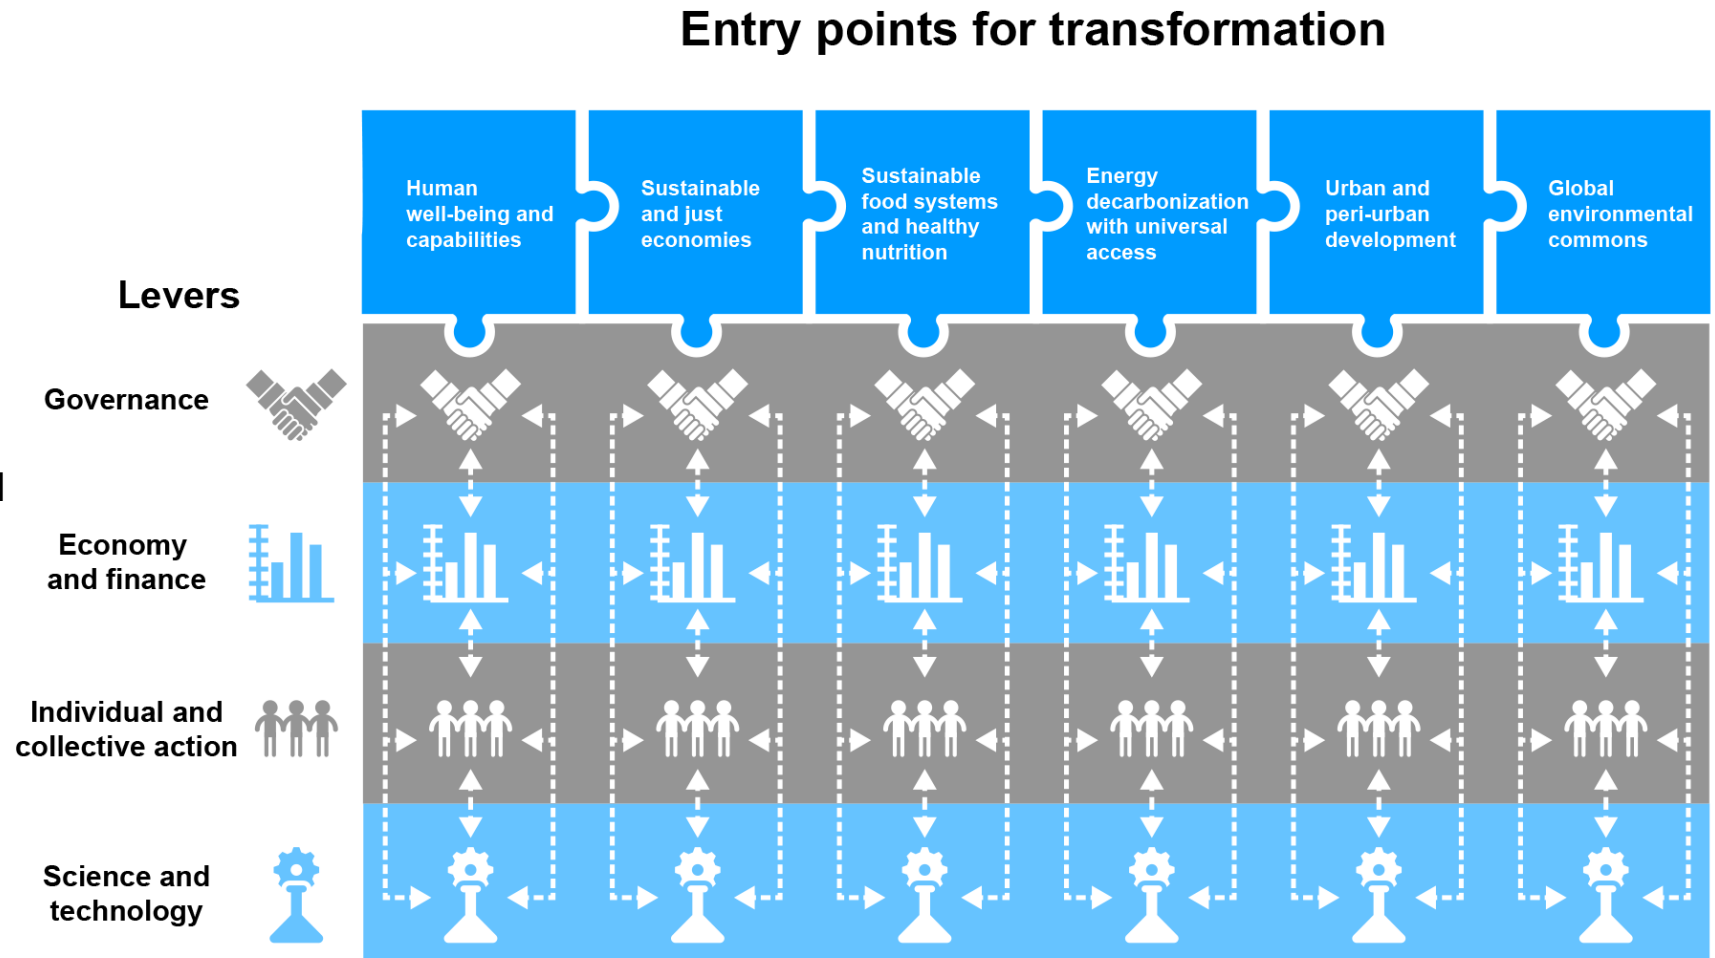 Entry points for transformation
Human
well-being and
capabilities
Sustainable
and just
economies
Sustainable
food systems
and healthy
nutrition
Energy
decarbonization
with universal
access
Urban and
peri-urban
development
Global
environmental
commons
Levers
Governance
Economy
and finance
Individual and
collective action
Science and
technology